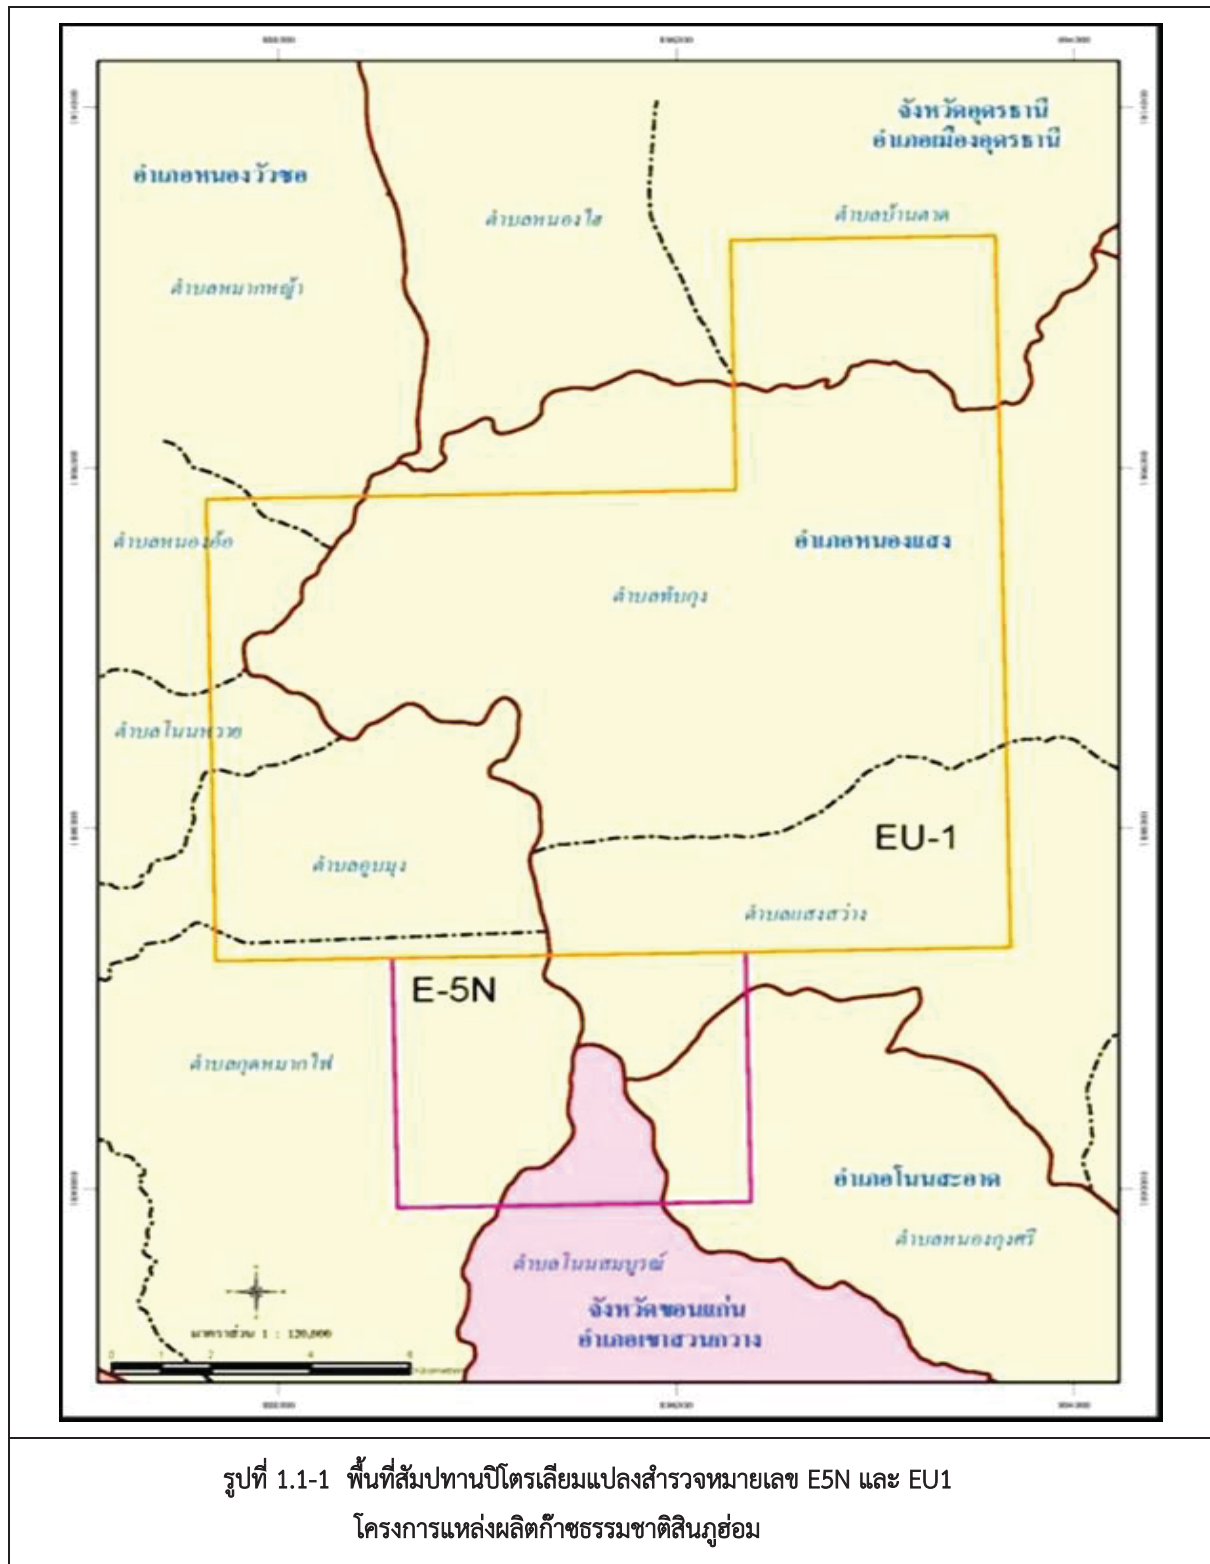 จังหวัดอุดรธานี
อำเภอเมืองอุดรธานี
อำเภอหนองวัวซอ
ตำบลหนองไฮ
ตำบลบ้านตาด
ตำบลหมากหญ้า
ตำบลหนองอ้อ
อำเภอหนองแสง
ตำบลทับกุง
ตำบลโนนหวาย
EU-1
ตำบลอูบมุง
ตำบลแสงสว่าง
E-5N
ตำบลกุดหมากไฟ
อำเภอโนนสะอาด
ตำบลหนองกุงศรี
ตำบลโนนสมบูรณ์
จังหวัดขอนแก่น
อำเภอเขาสวนกวาง
มาตราส่วน 1 : 120,000
0 1 2 4 6
รูปที่ 1.1-1 พื้นที่สัมปทานปิโตรเลียมแปลงสำรวจหมายเลข E5N และ EU1
โครงการแหล่งผลิตก๊าซธรรมชาติสินภูฮ่อม